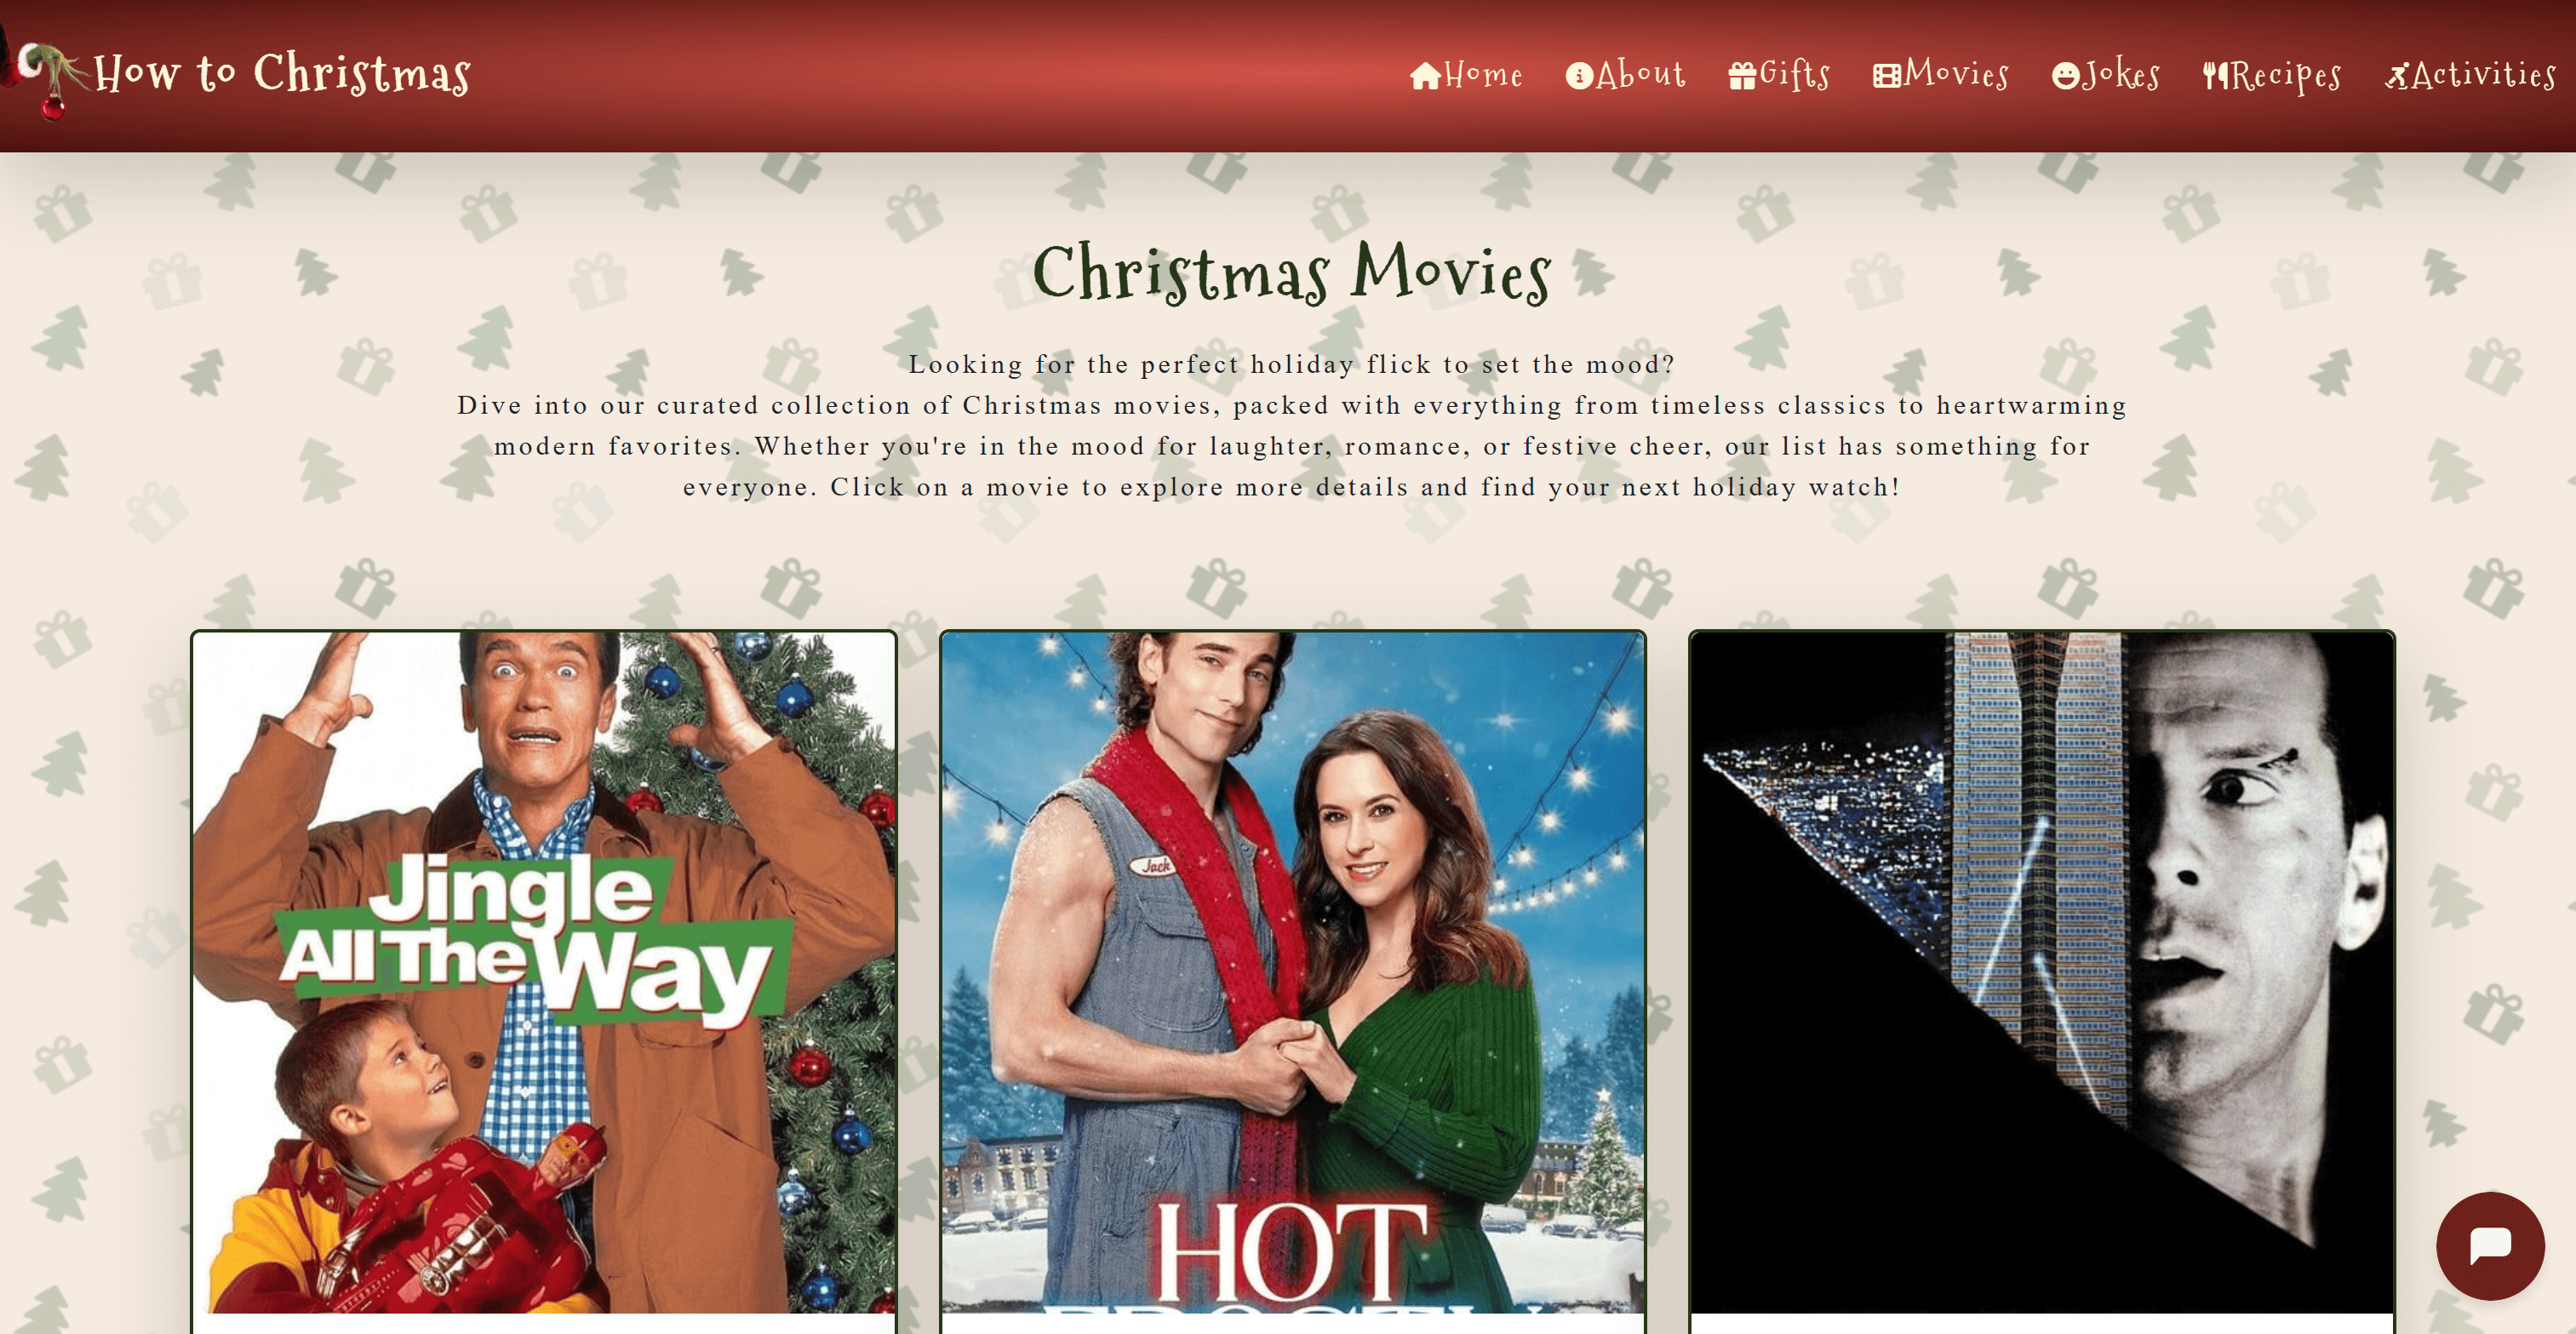 How to Christmas
Home About Gifts Movies Jokes Recipes Activities
Christmas Movies
Looking for the perfect holiday flick to set the mood?
Dive into our curated collection of Christmas movies, packed with everything from timeless classics to heartwarming
modern favorites. Whether you're in the mood for laughter, romance, or festive cheer, our list has something for
everyone. Click on a movie to explore more details and find your next holiday watch!
Jingle
All The Way
Jack
HOT